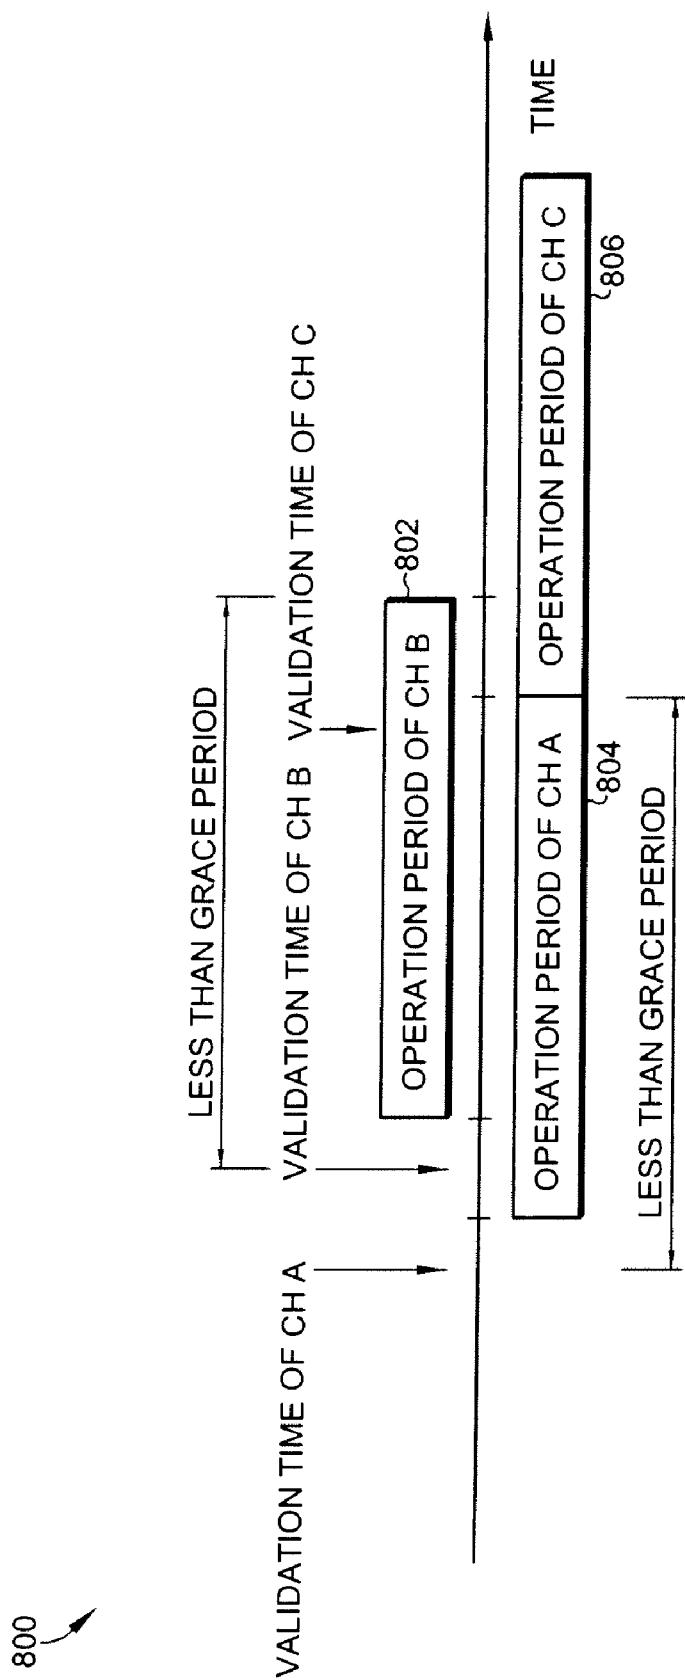 800
LESS THAN GRACE PERIOD
VALIDATION TIME OF CH A
VALIDATION TIME OF CH B
VALIDATION TIME OF CH C
OPERATION PERIOD OF CH B
802
TIME
OPERATION PERIOD OF CH A
OPERATION PERIOD OF CH C
804
806
LESS THAN GRACE PERIOD